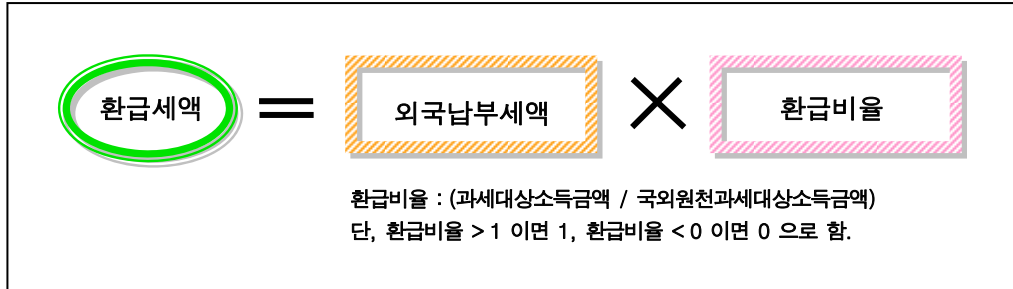 환급세액 = 외국납부세액 × 환급비율
환급비율 : (과세대상소득금액 / 국외원천과세대상소득금액)
단, 환급비율 > 1 이면 1, 환급비율 < 0 이면 0 으로 함.